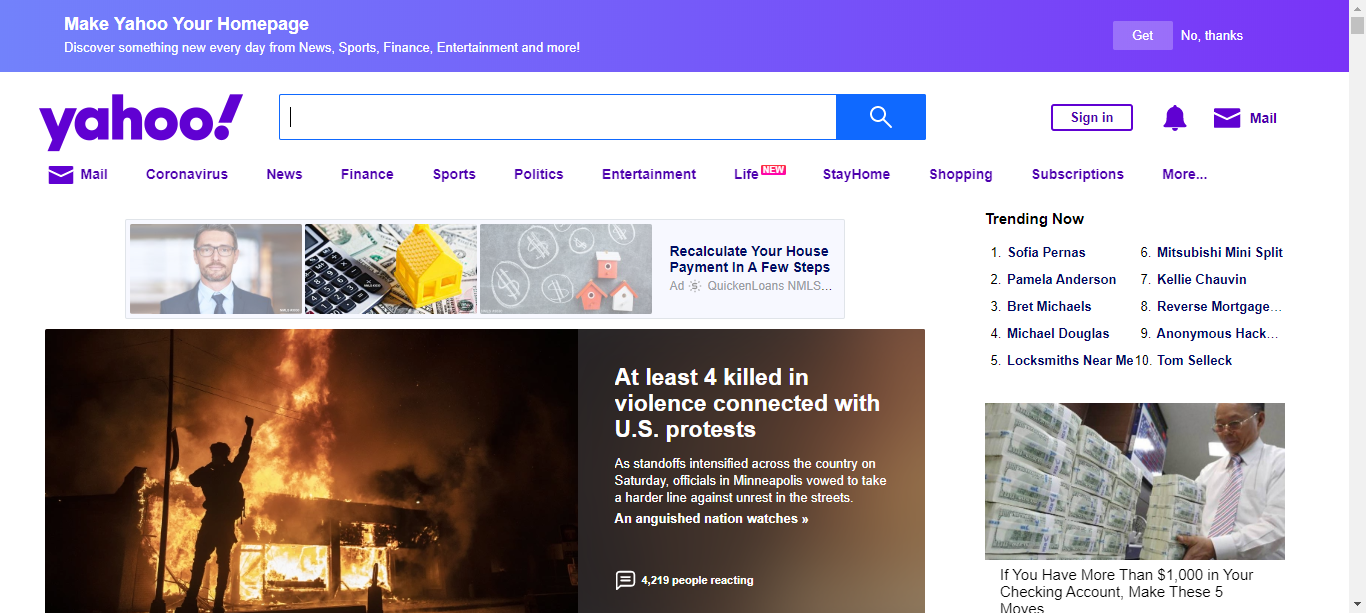 Make Yahoo Your Homepage
Discover something new every day from News, Sports, Finance, Entertainment and more!
Get
No, thanks
yahoo!
Sign in
Mail
Mail
Coronavirus
News
Finance
Sports
Politics
Entertainment
Life NEW
StayHome
Shopping
Subscriptions
More...
Recalculate Your House
Payment In A Few Steps
Ad QuickenLoans NMLS...
At least 4 killed in
violence connected with
U.S. protests
As standoffs intensified across the country on
Saturday, officials in Minneapolis vowed to take
a harder line against unrest in the streets.
An anguished nation watches »
4,219 people reacting
Trending Now
1. Sofia Pernas
2. Pamela Anderson
3. Bret Michaels
4. Michael Douglas
5. Locksmiths Near Me
6. Mitsubishi Mini Split
7. Kellie Chauvin
8. Reverse Mortgage...
9. Anonymous Hack...
10. Tom Selleck
If You Have More Than $1,000 in Your
Checking Account, Make These 5
Moves